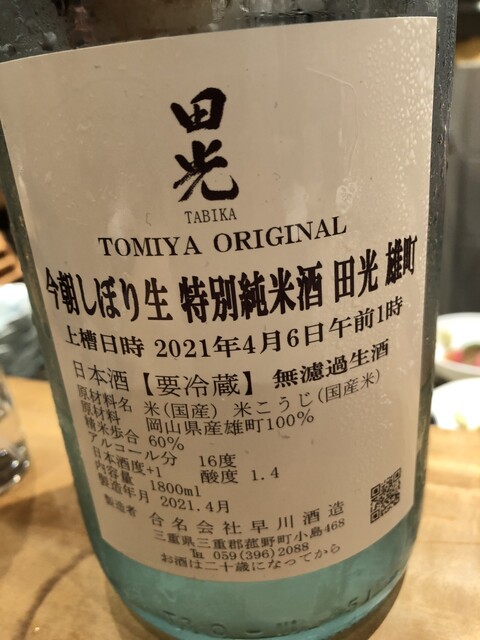 田光
TABIKA
TOMIYA ORIGINAL
今朝しぼり生 特別純米酒 田光 雄町
上槽日時 2021年4月6日午前1時
日本酒【要冷蔵】 無濾過生酒
原材料名 米(国産) 米こうじ(国産米)
原材料 岡山県産雄町100%
精米歩合 60%
アルコール分 16度
日本酒度+1 酸度 1.4
内容量 1800ml
製造年月 2021.4月
製造者 合名会社早川酒造
三重県三重郡菰野町小島468
℡ 059(396)2088
お酒は二十歳になってから